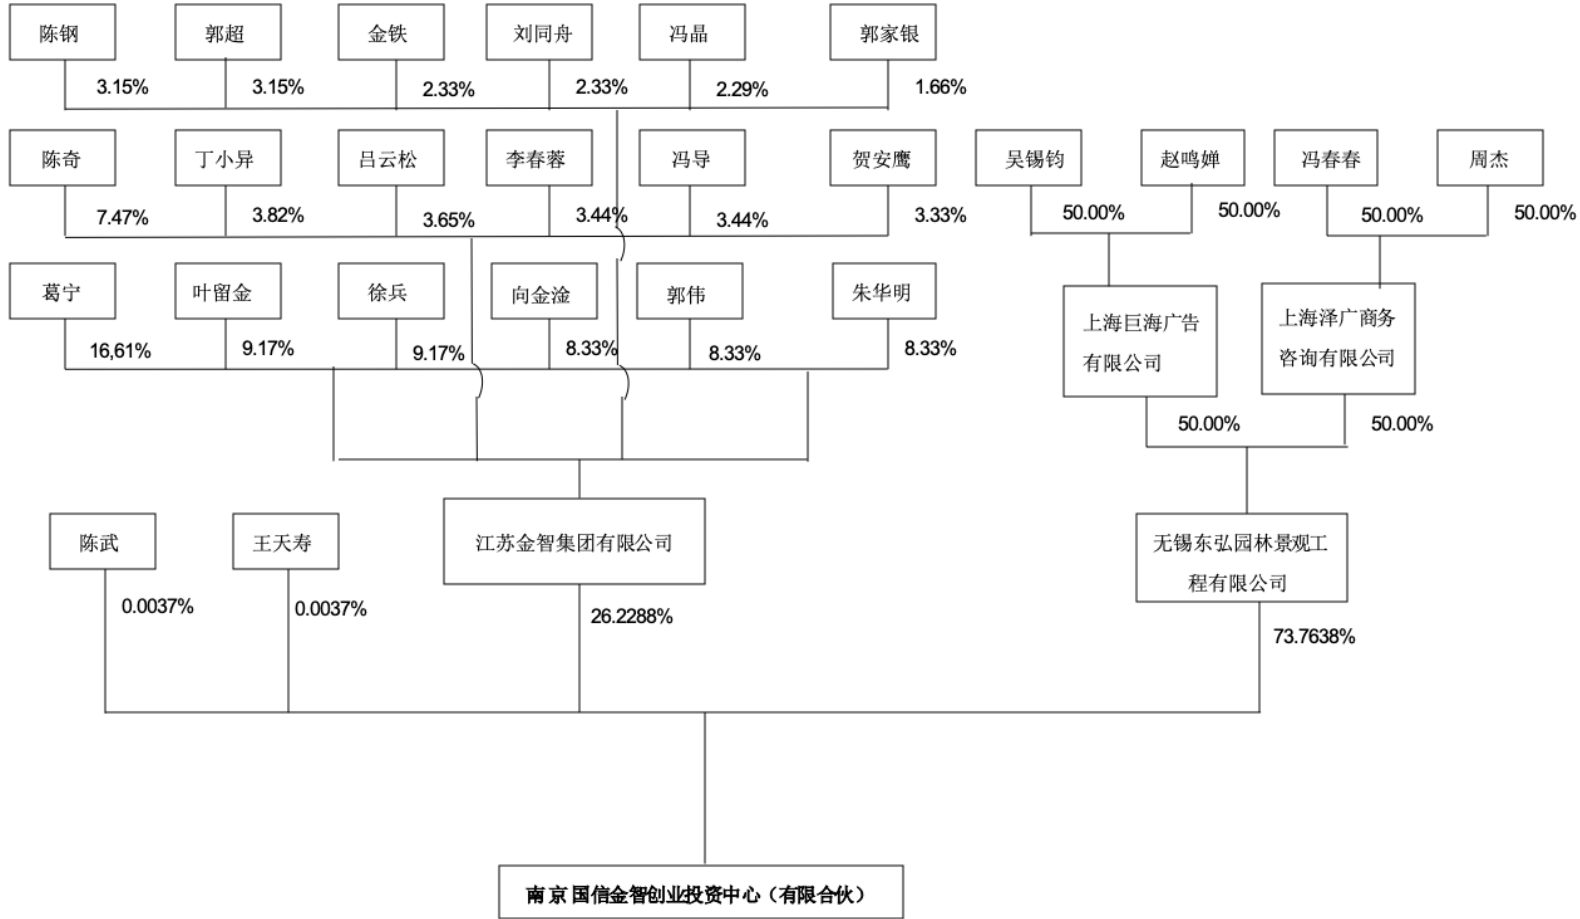 陈钢 郭超 金铁 刘同舟 冯晶 郭家银
3.15% 3.15% 2.33% 2.33% 2.29% 1.66%
陈奇 丁小异 吕云松 李春蓉 冯导 贺安鹰 吴锡钧 赵鸣婵 冯春春 周杰
7.47% 3.82% 3.65% 3.44% 3.44% 3.33% 50.00% 50.00% 50.00% 50.00%
葛宁 叶留金 徐兵 向金淦 郭伟 朱华明
16,61% 9.17% 9.17% 8.33% 8.33% 8.33%
上海巨海广告
有限公司
上海泽广商务
咨询有限公司
50.00% 50.00%
陈武 王天寿 江苏金智集团有限公司
无锡东弘园林景观工
程有限公司
0.0037% 0.0037% 26.2288% 73.7638%
南京国信金智创业投资中心（有限合伙）